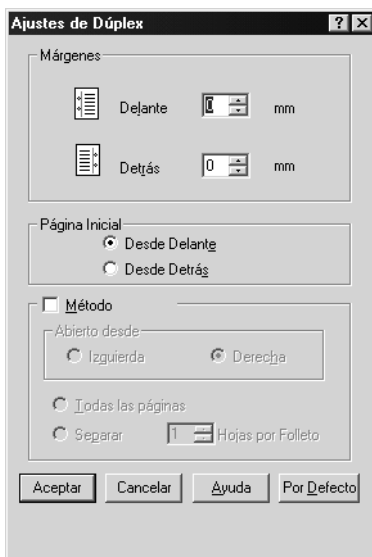 Ajustes de Dúplex
Márgenes
Delante 0 mm
Detrás 0 mm
Página Inicial
Desde Delante
Desde Detrás
Método
Abierto desde
Izquierda Derecha
Todas las páginas
Separar 1 Hojas por Folleto
Aceptar Cancelar Ayuda Por Defecto